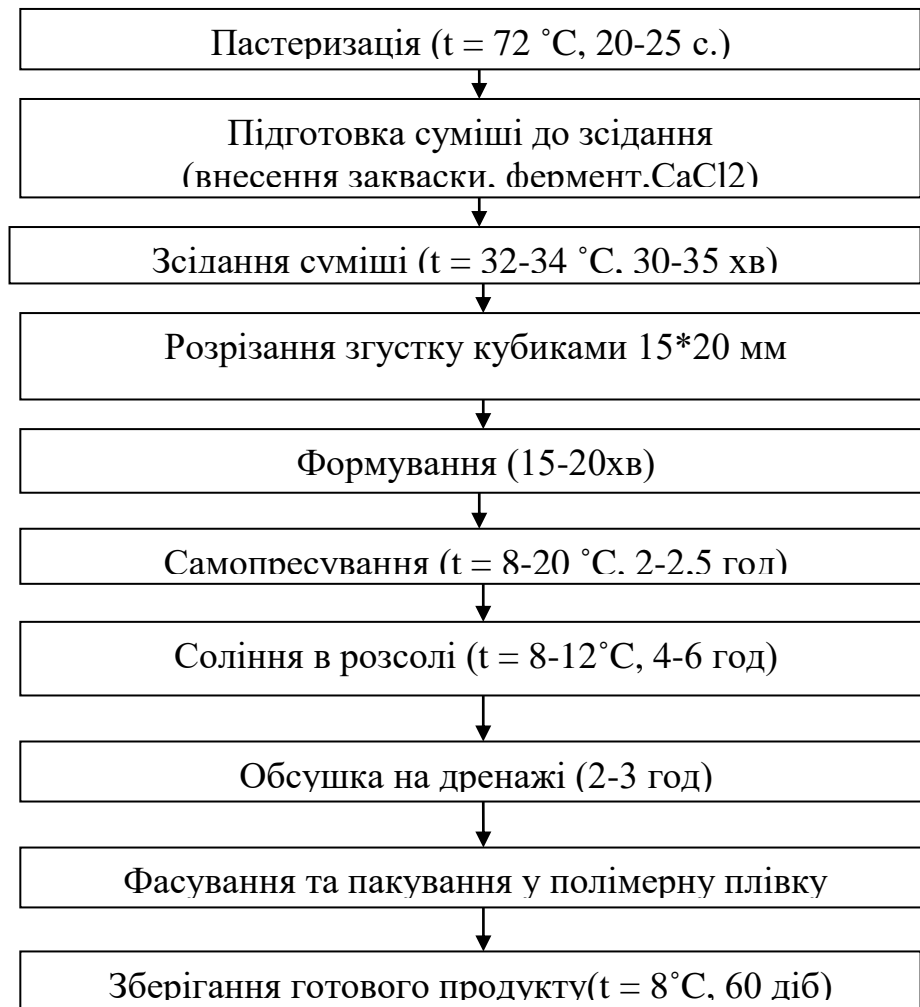 Пастеризація (t = 72 ˚C, 20-25 с.)
Підготовка суміші до зсідання
(внесення закваски, фермент,CaCl2)
Зсідання суміші (t = 32-34 ˚C, 30-35 хв)
Розрізання згустку кубиками 15*20 мм
Формування (15-20хв)
Самопресування (t = 8-20 ˚C, 2-2,5 год)
Соління в розсолі (t = 8-12˚C, 4-6 год)
Обсушка на дренажі (2-3 год)
Фасування та пакування у полімерну плівку
Зберігання готового продукту(t = 8˚C, 60 діб)